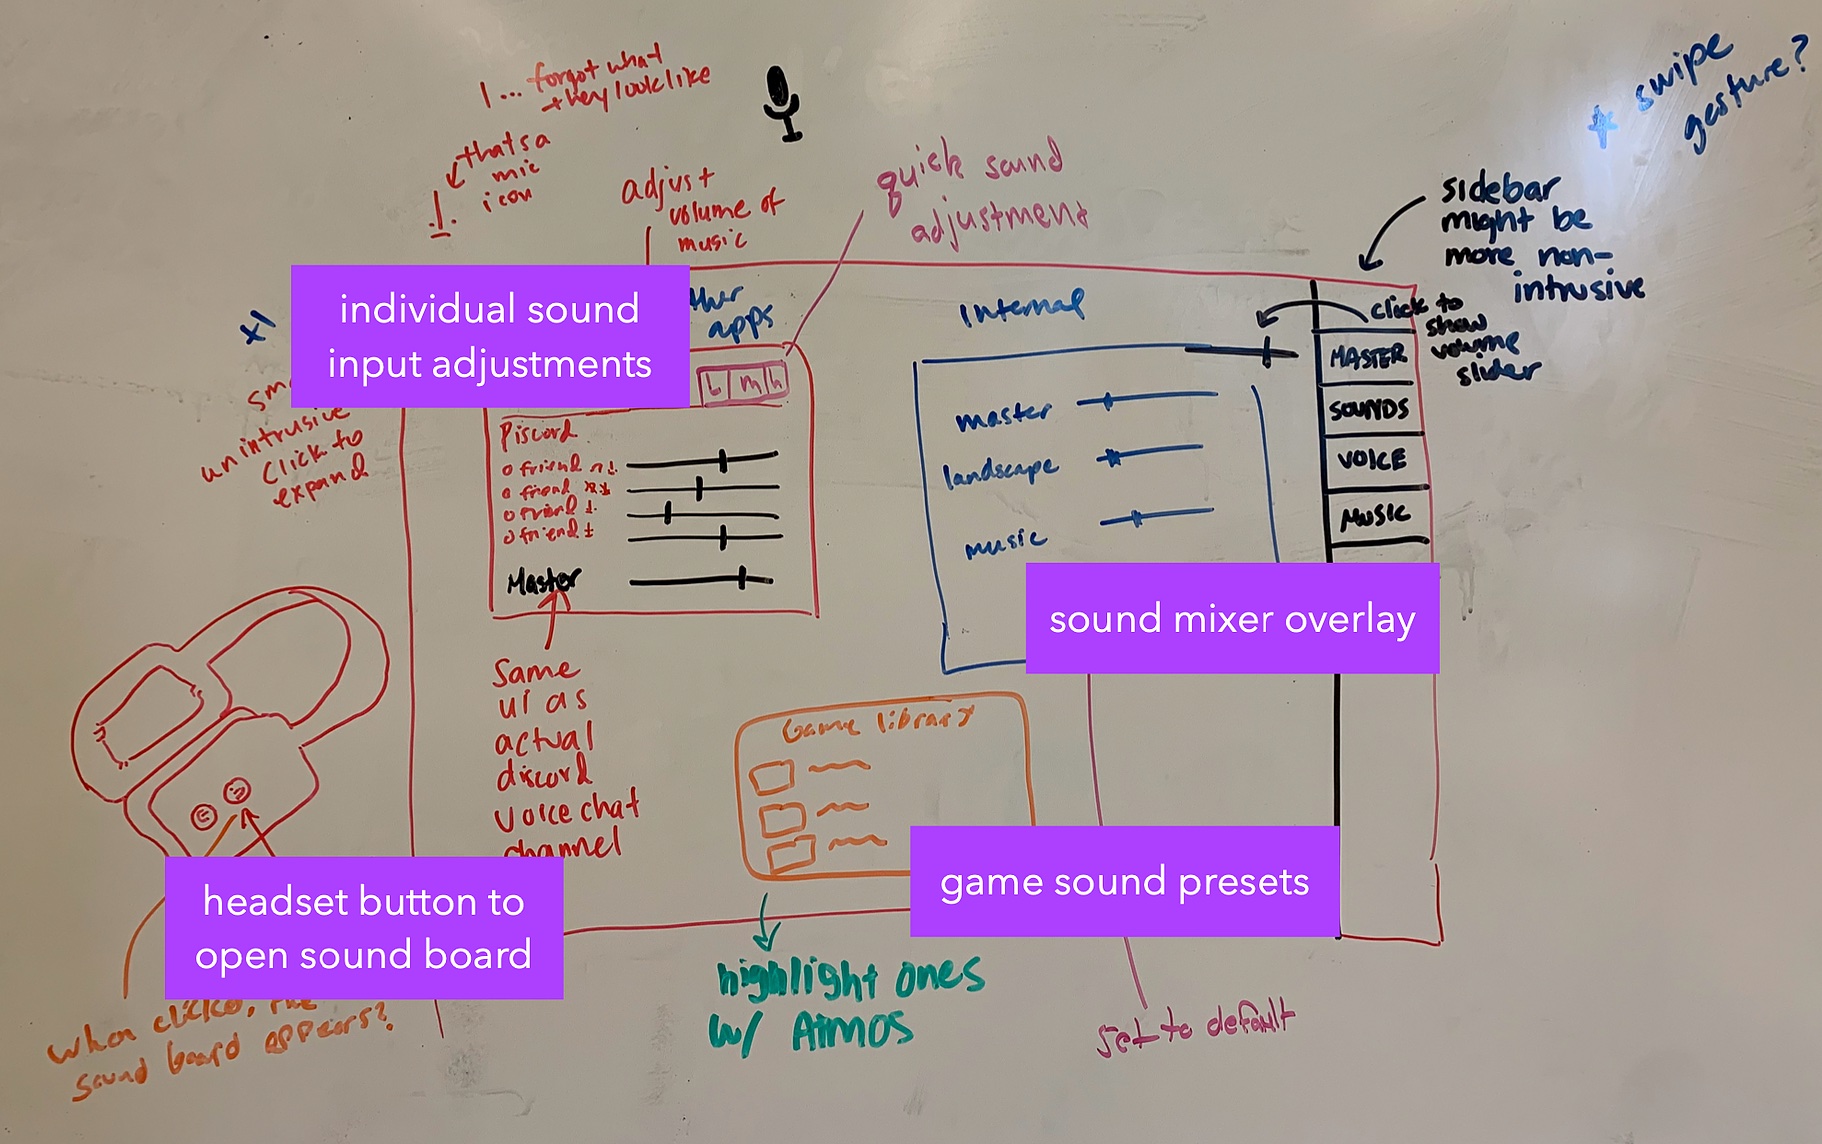 I... forgot what
they look like
thats a
mic
icon
adjust
volume of
music
quick sound
adjustment
swipe
gesture?
sidebar
might be
more non-
intrusive
individual sound
input adjustments
+1
apps
Internal
click to
show
volume
slider
unintrusive
click to
expand
L | m | h
Discord
friend
friend
friend
friend
Master
master
landscape
music
MASTER
SOUNDS
VOICE
MUSIC
sound mixer overlay
same
ui as
actual
discord
voice chat
channel
Game library
game sound presets
headset button to
open sound board
when clicked, the
sound board appears?
highlight ones
w/ Atmos
set to default